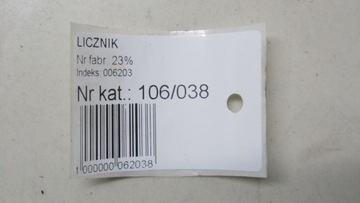 LICZNIK
Nr fabr. 23%
Indeks: 006203
Nr kat.: 106/038
1 000000 062038